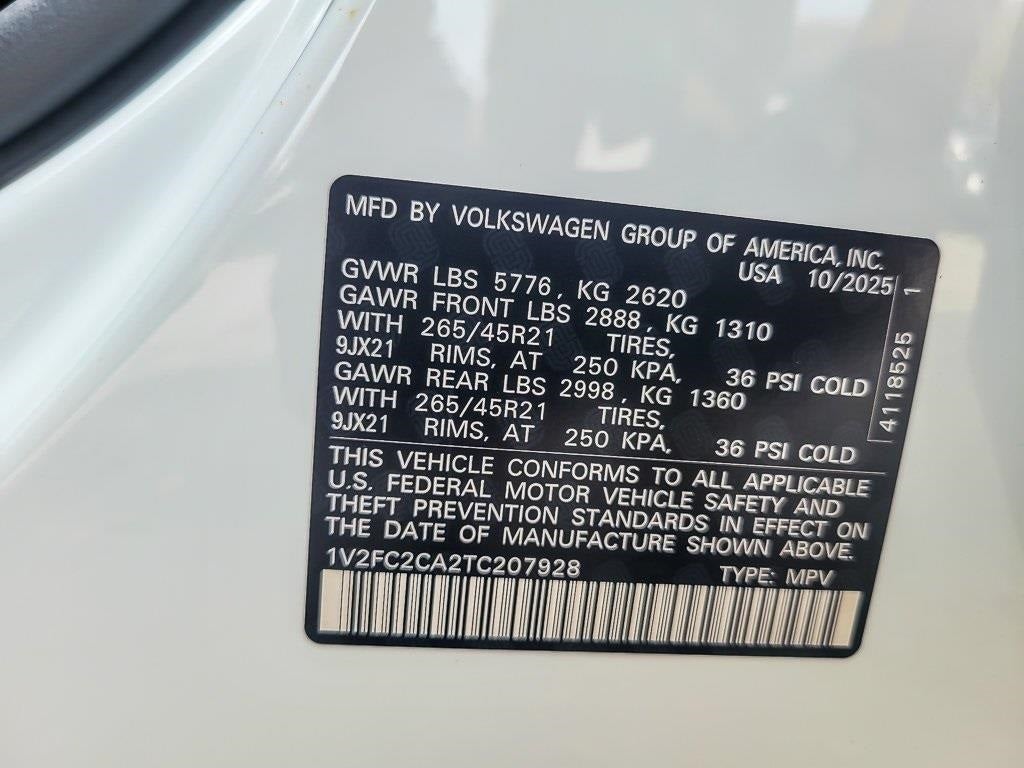 MFD BY VOLKSWAGEN GROUP OF AMERICA, INC.
USA 10/2025
GVWR LBS 5776, KG 2620
GAWR FRONT LBS 2888, KG 1310
WITH 265/45R21 TIRES,
9JX21 RIMS, AT 250 KPA, 36 PSI COLD
GAWR REAR LBS 2998, KG 1360
WITH 265/45R21 TIRES,
9JX21 RIMS, AT 250 KPA, 36 PSI COLD
4118525 1
THIS VEHICLE CONFORMS TO ALL APPLICABLE
U.S. FEDERAL MOTOR VEHICLE SAFETY AND
THEFT PREVENTION STANDARDS IN EFFECT ON
THE DATE OF MANUFACTURE SHOWN ABOVE.
1V2FC2CA2TC207928 TYPE: MPV